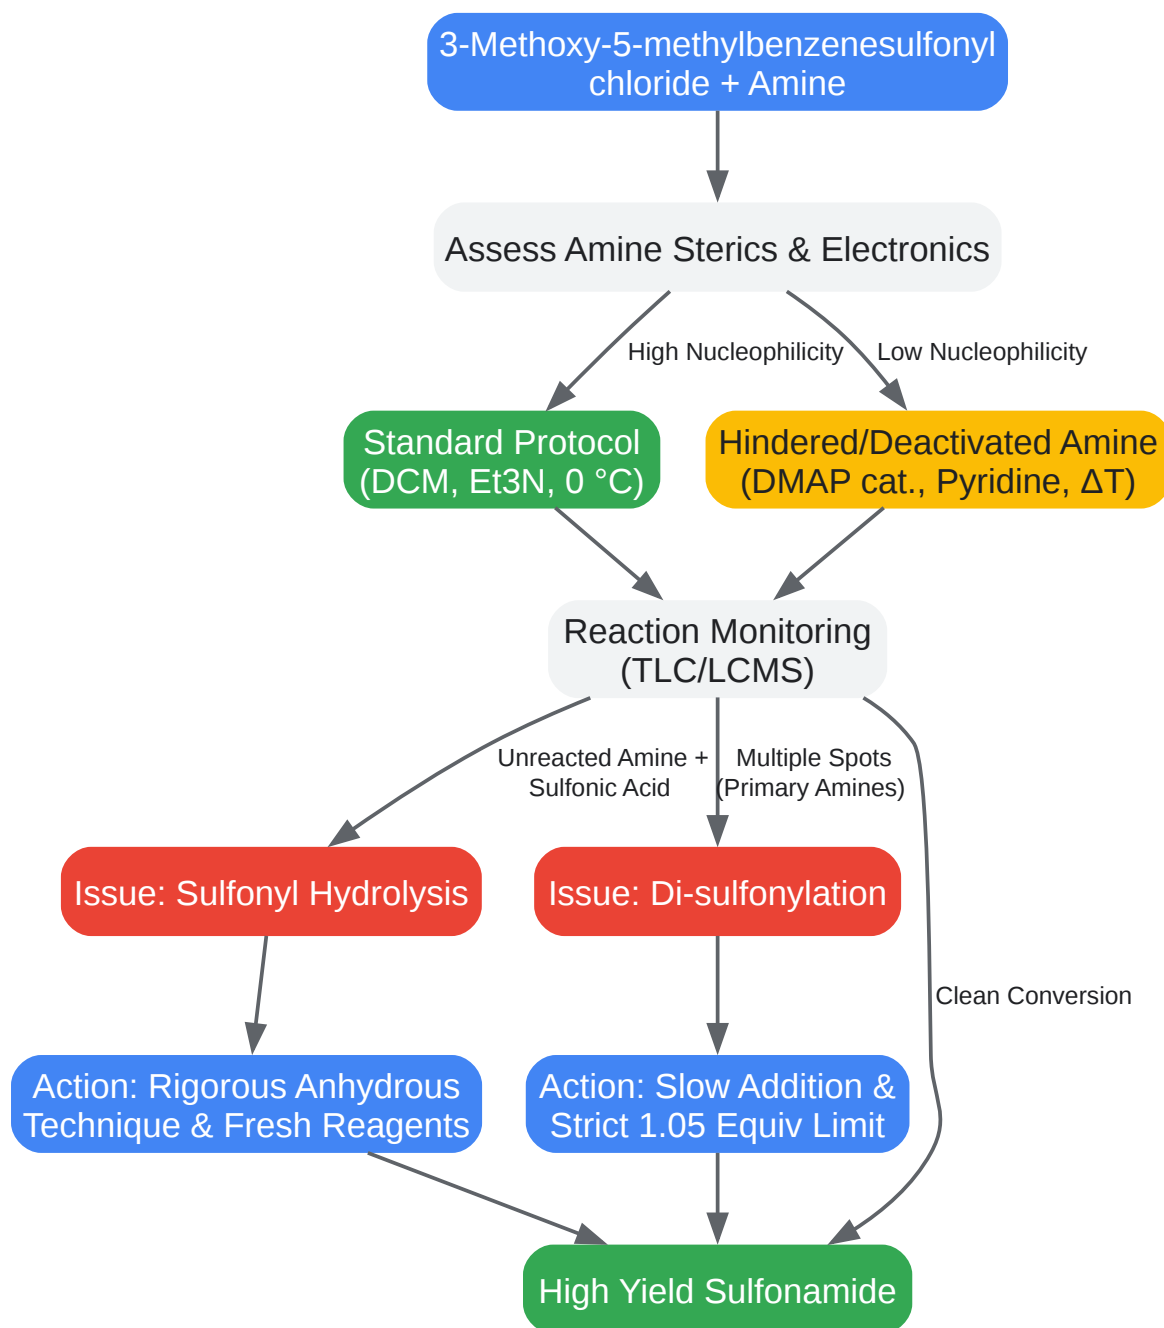 3-Methoxy-5-methylbenzenesulfonyl
chloride + Amine
Assess Amine Sterics & Electronics
High Nucleophilicity
Low Nucleophilicity
Standard Protocol
(DCM, Et3N, 0 °C)
Hindered/Deactivated Amine
(DMAP cat., Pyridine, ΔT)
Reaction Monitoring
(TLC/LCMS)
Unreacted Amine +
Sulfonic Acid
Multiple Spots
(Primary Amines)
Issue: Sulfonyl Hydrolysis
Issue: Di-sulfonylation
Clean Conversion
Action: Rigorous Anhydrous
Technique & Fresh Reagents
Action: Slow Addition &
Strict 1.05 Equiv Limit
High Yield Sulfonamide